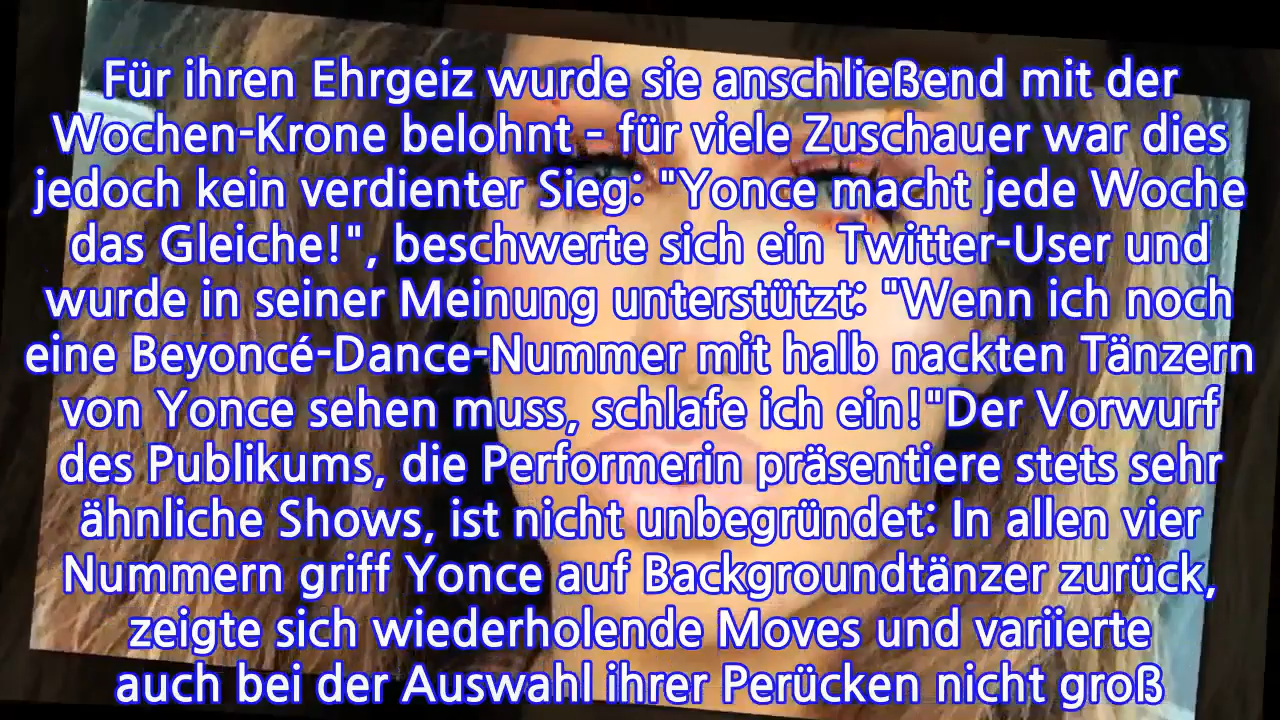 Für ihren Ehrgeiz wurde sie anschließend mit der
Wochen-Krone belohnt - für viele Zuschauer war dies
jedoch kein verdienter Sieg: "Yonce macht jede Woche
das Gleiche!", beschwerte sich ein Twitter-User und
wurde in seiner Meinung unterstützt: "Wenn ich noch
eine Beyoncé-Dance-Nummer mit halb nackten Tänzern
von Yonce sehen muss, schlafe ich ein!"Der Vorwurf
des Publikums, die Performerin präsentiere stets sehr
ähnliche Shows, ist nicht unbegründet: In allen vier
Nummern griff Yonce auf Backgroundtänzer zurück,
zeigte sich wiederholende Moves und variierte
auch bei der Auswahl ihrer Perücken nicht groß